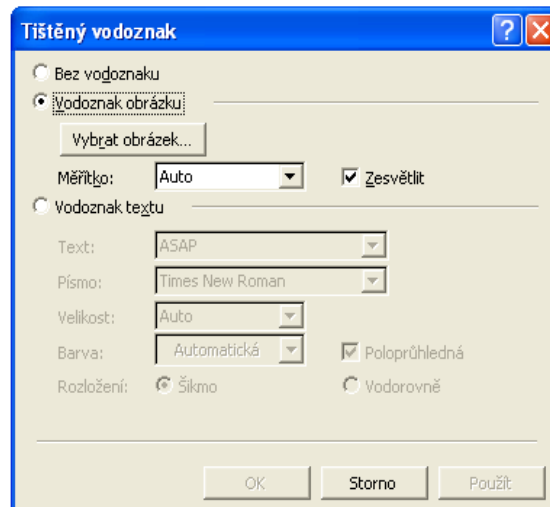 Tištěný vodoznak
Bez vodoznaku
Vodoznak obrázku
Vybrat obrázek...
Měřítko: Auto Zesvětlit
Vodoznak textu
Text: ASAP
Písmo: Times New Roman
Velikost: Auto
Barva: Automatická Poloprůhledná
Rozložení: Šikmo Vodorovně
OK Storno Použít